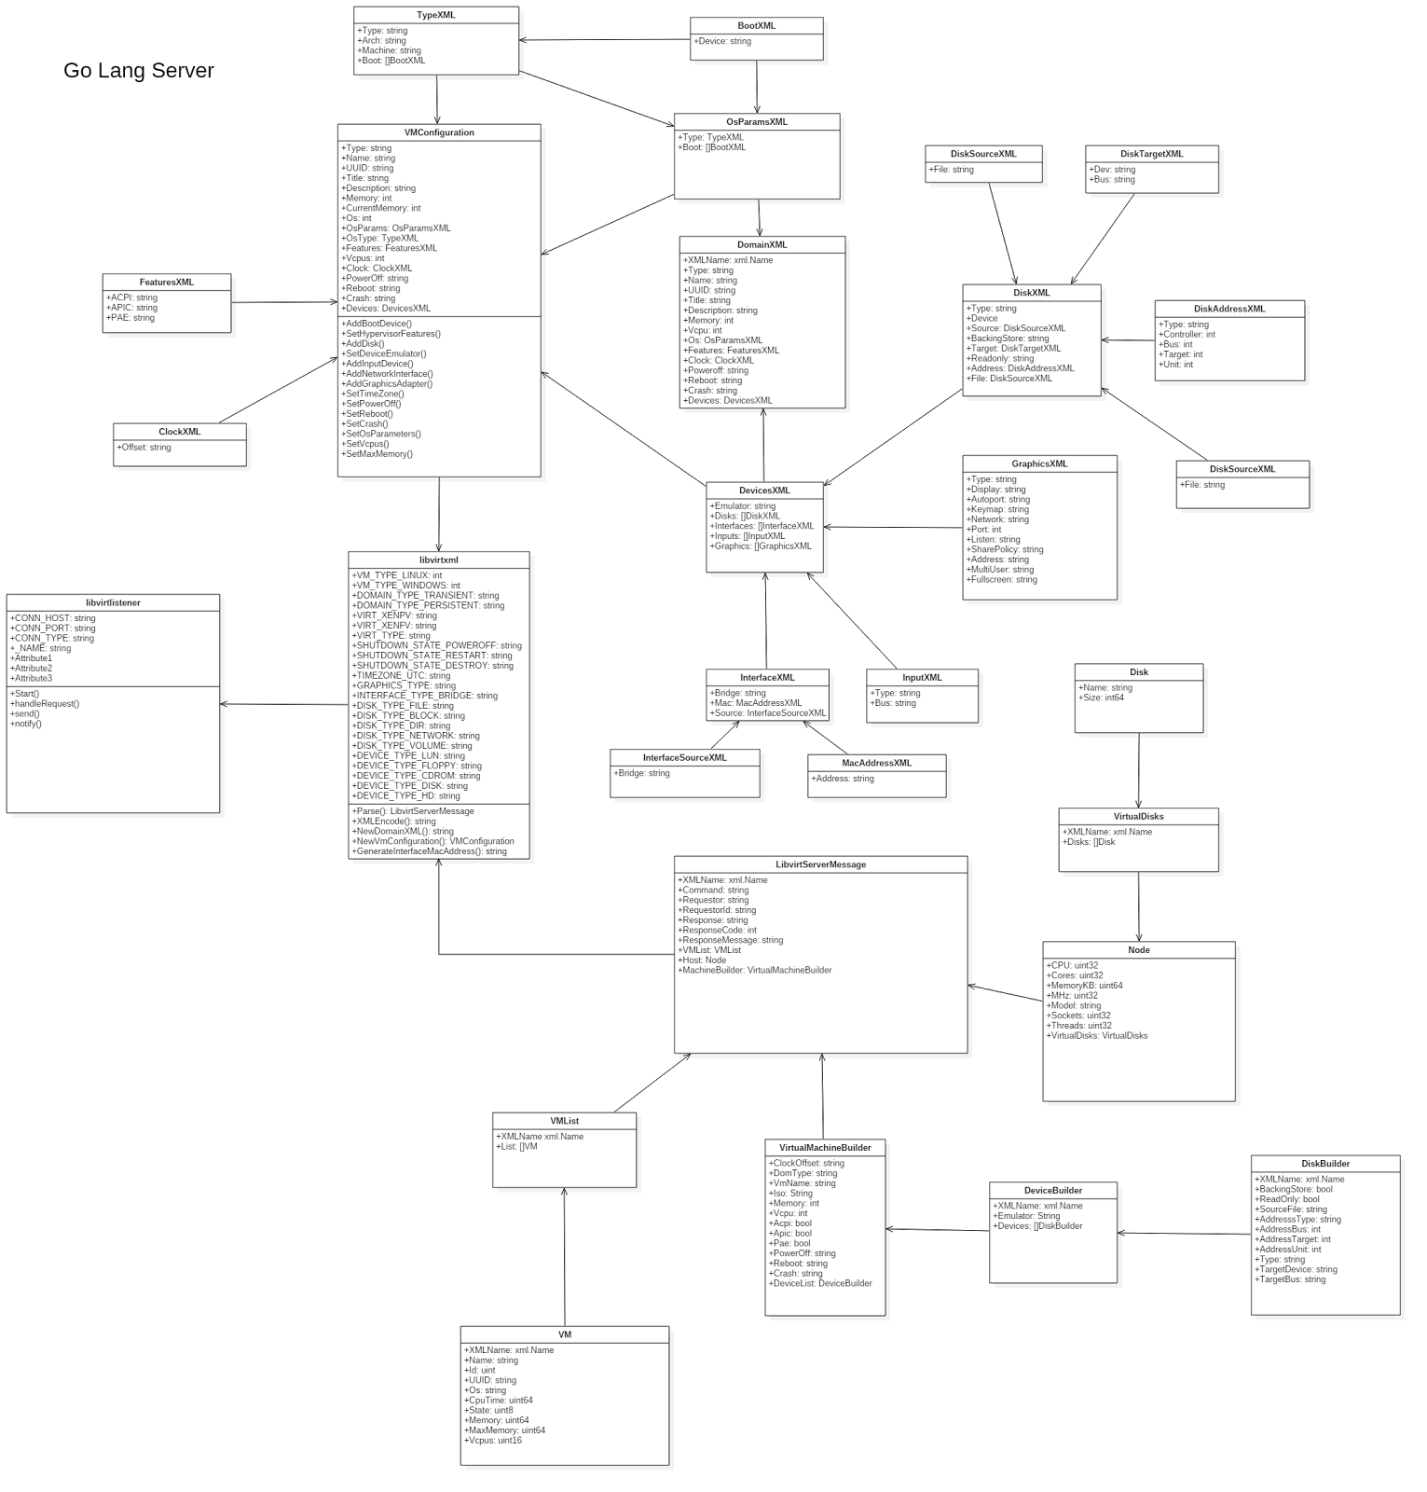 Go Lang Server
TypeXML
+Type: string
+Arch: string
+Machine: string
+Boot: []BootXML
BootXML
+Device: string
VMConfiguration
+Type: string
+Name: string
+UUID: string
+Title: string
+Description: string
+Memory: int
+CurrentMemory: int
+Os: int
+OsParams: OsParamsXML
+OsType: TypeXML
+Features: FeaturesXML
+Vcpus: int
+Clock: ClockXML
+PowerOff: string
+Reboot: string
+Crash: string
+Devices: DevicesXML
+AddBootDevice()
+SetHypervisorFeatures()
+AddDisk()
+SetDeviceEmulator()
+AddInputDevice()
+AddNetworkInterface()
+AddGraphicsAdapter()
+SetTimeZone()
+SetPowerOff()
+SetReboot()
+SetCrash()
+SetOsParameters()
+SetVcpus()
+SetMaxMemory()
OsParamsXML
+Type: TypeXML
+Boot: []BootXML
DiskSourceXML
+File: string
DiskTargetXML
+Dev: string
+Bus: string
FeaturesXML
+ACPI: string
+APIC: string
+PAE: string
ClockXML
+Offset: string
DomainXML
+XMLName: xml.Name
+Type: string
+Name: string
+UUID: string
+Title: string
+Description: string
+Memory: int
+Vcpu: int
+Os: OsParamsXML
+Features: FeaturesXML
+Clock: ClockXML
+Poweroff: string
+Reboot: string
+Crash: string
+Devices: DevicesXML
DiskXML
+Type: string
+Device
+Source: DiskSourceXML
+BackingStore: string
+Target: DiskTargetXML
+Readonly: string
+Address: DiskAddressXML
+File: DiskSourceXML
DiskAddressXML
+Type: string
+Controller: int
+Bus: int
+Target: int
+Unit: int
DiskSourceXML
+File: string
DevicesXML
+Emulator: string
+Disks: []DiskXML
+Interfaces: []InterfaceXML
+Inputs: []InputXML
+Graphics: []GraphicsXML
GraphicsXML
+Type: string
+Display: string
+Autoport: string
+Keymap: string
+Network: string
+Port: int
+Listen: string
+SharePolicy: string
+Address: string
+MultiUser: string
+Fullscreen: string
libvirtlistener
+CONN_HOST: string
+CONN_PORT: string
+CONN_TYPE: string
+_NAME: string
+Attribute1
+Attribute2
+Attribute3
+Start()
+handleRequest()
+send()
+notify()
libvirtxml
+VM_TYPE_LINUX: int
+VM_TYPE_WINDOWS: int
+DOMAIN_TYPE_TRANSIENT: string
+DOMAIN_TYPE_PERSISTENT: string
+VIRT_XENPV: string
+VIRT_XENFV: string
+VIRT_TYPE: string
+SHUTDOWN_STATE_POWEROFF: string
+SHUTDOWN_STATE_RESTART: string
+SHUTDOWN_STATE_DESTROY: string
+TIMEZONE_UTC: string
+GRAPHICS_TYPE: string
+INTERFACE_TYPE_BRIDGE: string
+DISK_TYPE_FILE: string
+DISK_TYPE_BLOCK: string
+DISK_TYPE_DIR: string
+DISK_TYPE_NETWORK: string
+DISK_TYPE_VOLUME: string
+DEVICE_TYPE_LUN: string
+DEVICE_TYPE_FLOPPY: string
+DEVICE_TYPE_CDROM: string
+DEVICE_TYPE_DISK: string
+DEVICE_TYPE_HD: string
+Parse(): LibvirtServerMessage
+XMLEncode(): string
+NewDomainXML(): string
+NewVmConfiguration(): VMConfiguration
+GenerateInterfaceMacAddress(): string
InterfaceXML
+Bridge: string
+Mac: MacAddressXML
+Source: InterfaceSourceXML
InputXML
+Type: string
+Bus: string
InterfaceSourceXML
+Bridge: string
MacAddressXML
+Address: string
Disk
+Name: string
+Size: int64
VirtualDisks
+XMLName: xml.Name
+Disks: []Disk
LibvirtServerMessage
+XMLName: xml.Name
+Command: string
+Requestor: string
+RequestorId: string
+Response: string
+ResponseCode: int
+ResponseMessage: string
+VMList: VMList
+Host: Node
+MachineBuilder: VirtualMachineBuilder
Node
+CPU: uint32
+Cores: uint32
+MemoryKB: uint64
+MHz: uint32
+Model: string
+Sockets: uint32
+Threads: uint32
+VirtualDisks: VirtualDisks
VMList
+XMLName xml.Name
+List: []VM
VirtualMachineBuilder
+ClockOffset: string
+DomType: string
+VmName: string
+Iso: String
+Memory: int
+Vcpu: int
+Acpi: bool
+Apic: bool
+Pae: bool
+PowerOff: string
+Reboot: string
+Crash: string
+DeviceList: DeviceBuilder
DeviceBuilder
+XMLName: xml.Name
+Emulator: String
+Devices: []DiskBuilder
DiskBuilder
+XMLName: xml.Name
+BackingStore: bool
+ReadOnly: bool
+SourceFile: string
+AddresssType: string
+AddressBus: int
+AddressTarget: int
+AddressUnit: int
+Type: string
+TargetDevice: string
+TargetBus: string
VM
+XMLName: xml.Name
+Name: string
+Id: uint
+UUID: string
+Os: string
+CpuTime: uint64
+State: uint8
+Memory: uint64
+MaxMemory: uint64
+Vcpus: uint16